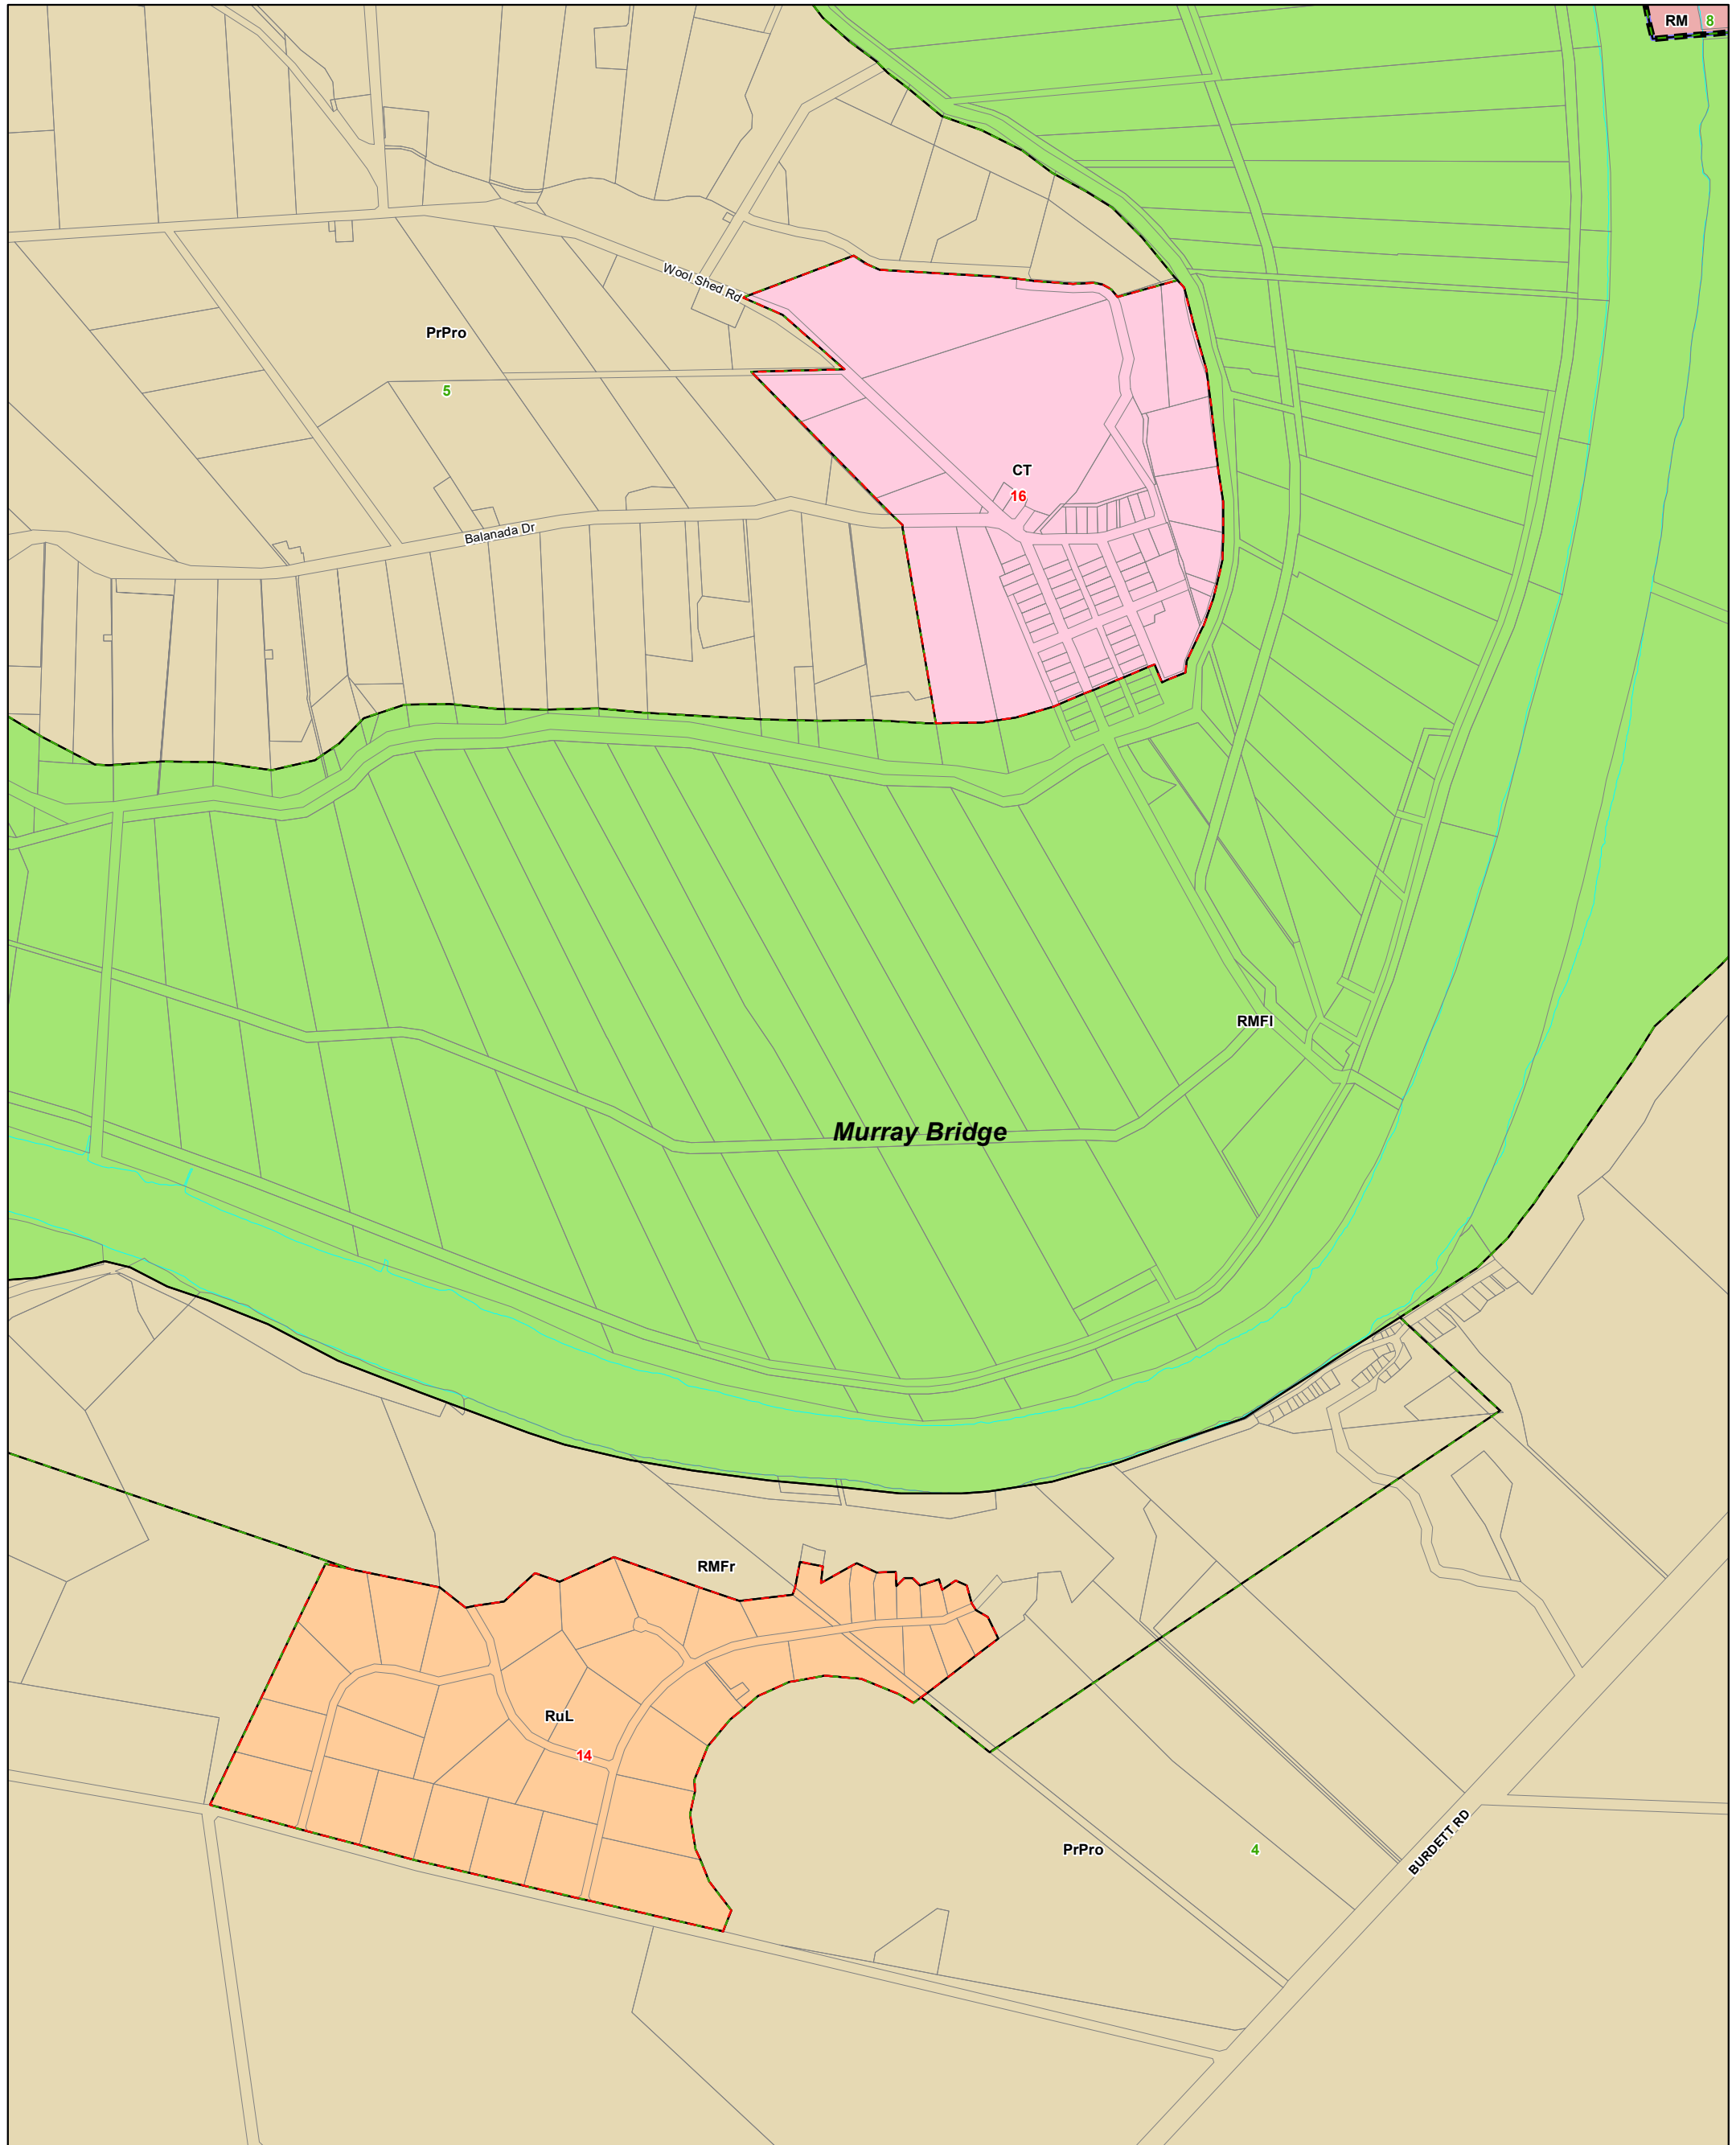 RM 8
Wool Shed Rd
PrPro
5
CT
16
Balanada Dr
RMFl
Murray Bridge
RMFr
RuL
14
PrPro
4
BURDETT RD